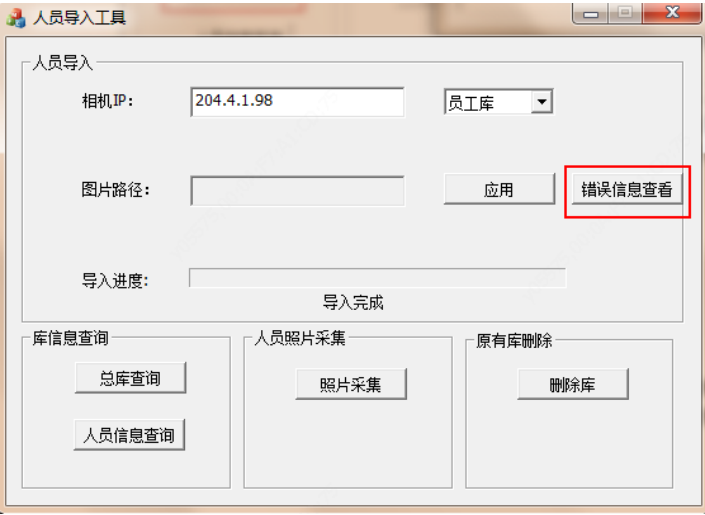 人员导入工具
人员导入
相机IP: 204.4.1.98 员工库
图片路径: 应用 错误信息查看
导入进度:
导入完成
库信息查询 人员照片采集 原有库删除
总库查询 照片采集 删除库
人员信息查询